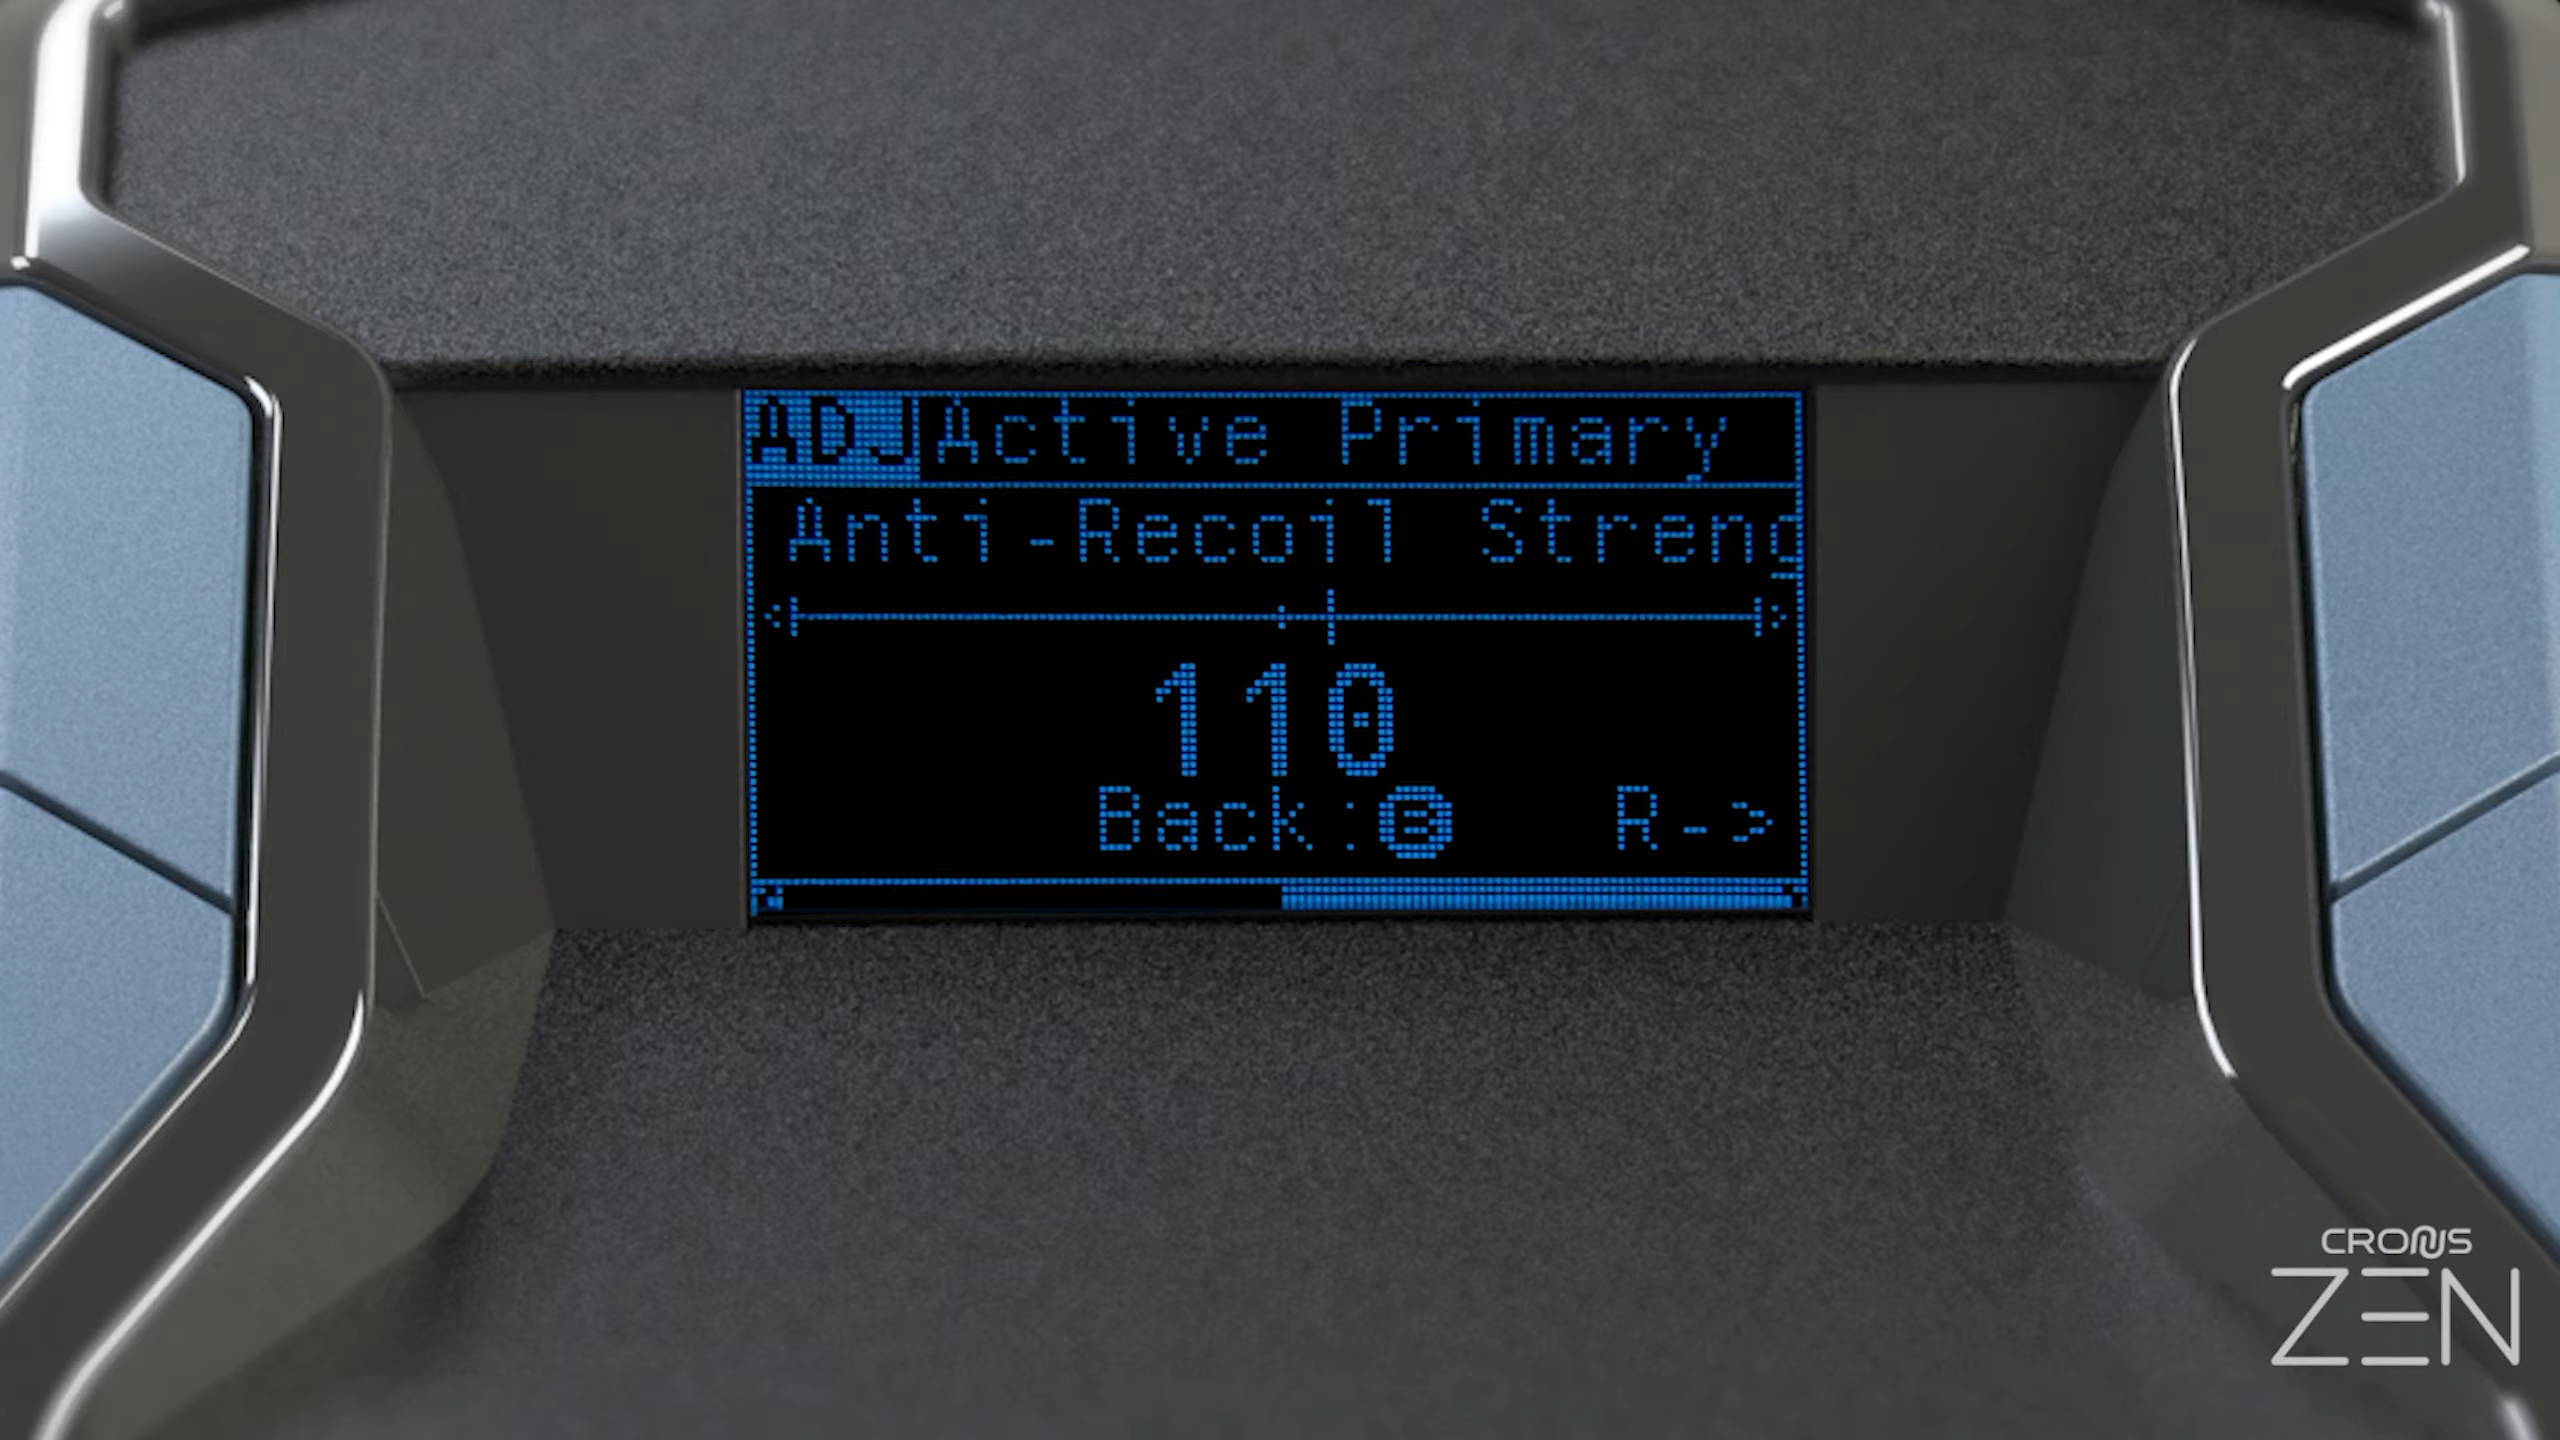 ADJ Active Primary
Anti-Recoil Streng
110
Back:B R->
CRONUS
ZEN